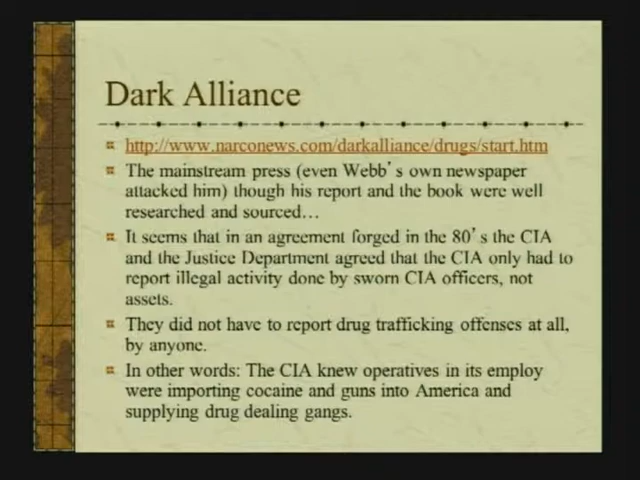 Dark Alliance
http://www.narconews.com/darkalliance/drugs/start.htm
The mainstream press (even Webb's own newspaper
attacked him) though his report and the book were well
researched and sourced…
It seems that in an agreement forged in the 80's the CIA
and the Justice Department agreed that the CIA only had to
report illegal activity done by sworn CIA officers, not
assets.
They did not have to report drug trafficking offenses at all,
by anyone.
In other words: The CIA knew operatives in its employ
were importing cocaine and guns into America and
supplying drug dealing gangs.